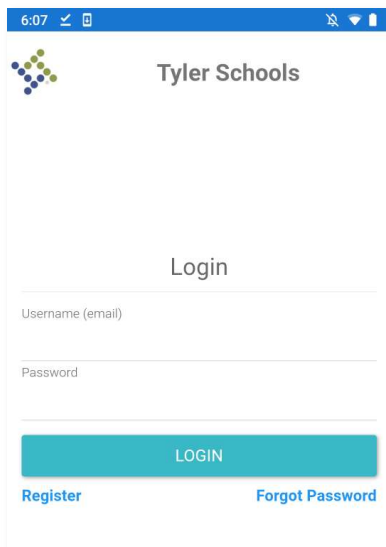 6:07
Tyler Schools
Login
Username (email)
Password
LOGIN
Register Forgot Password